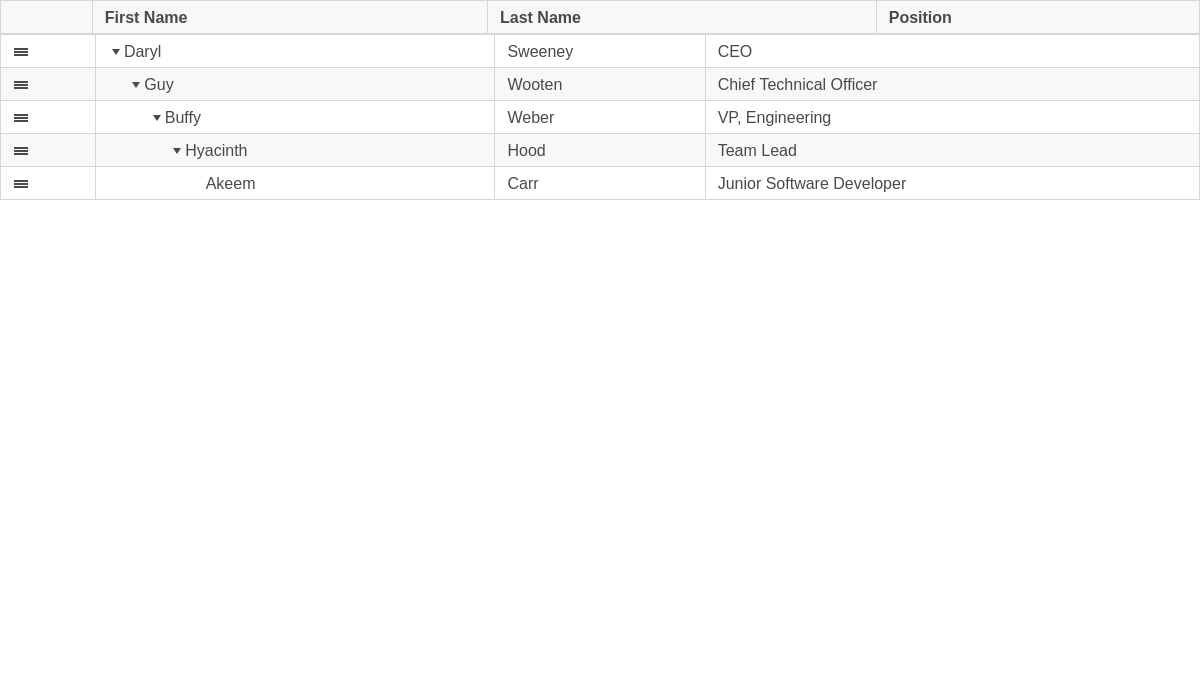 First Name Last Name Position
Daryl Sweeney CEO
Guy Wooten Chief Technical Officer
Buffy Weber VP, Engineering
Hyacinth Hood Team Lead
Akeem Carr Junior Software Developer